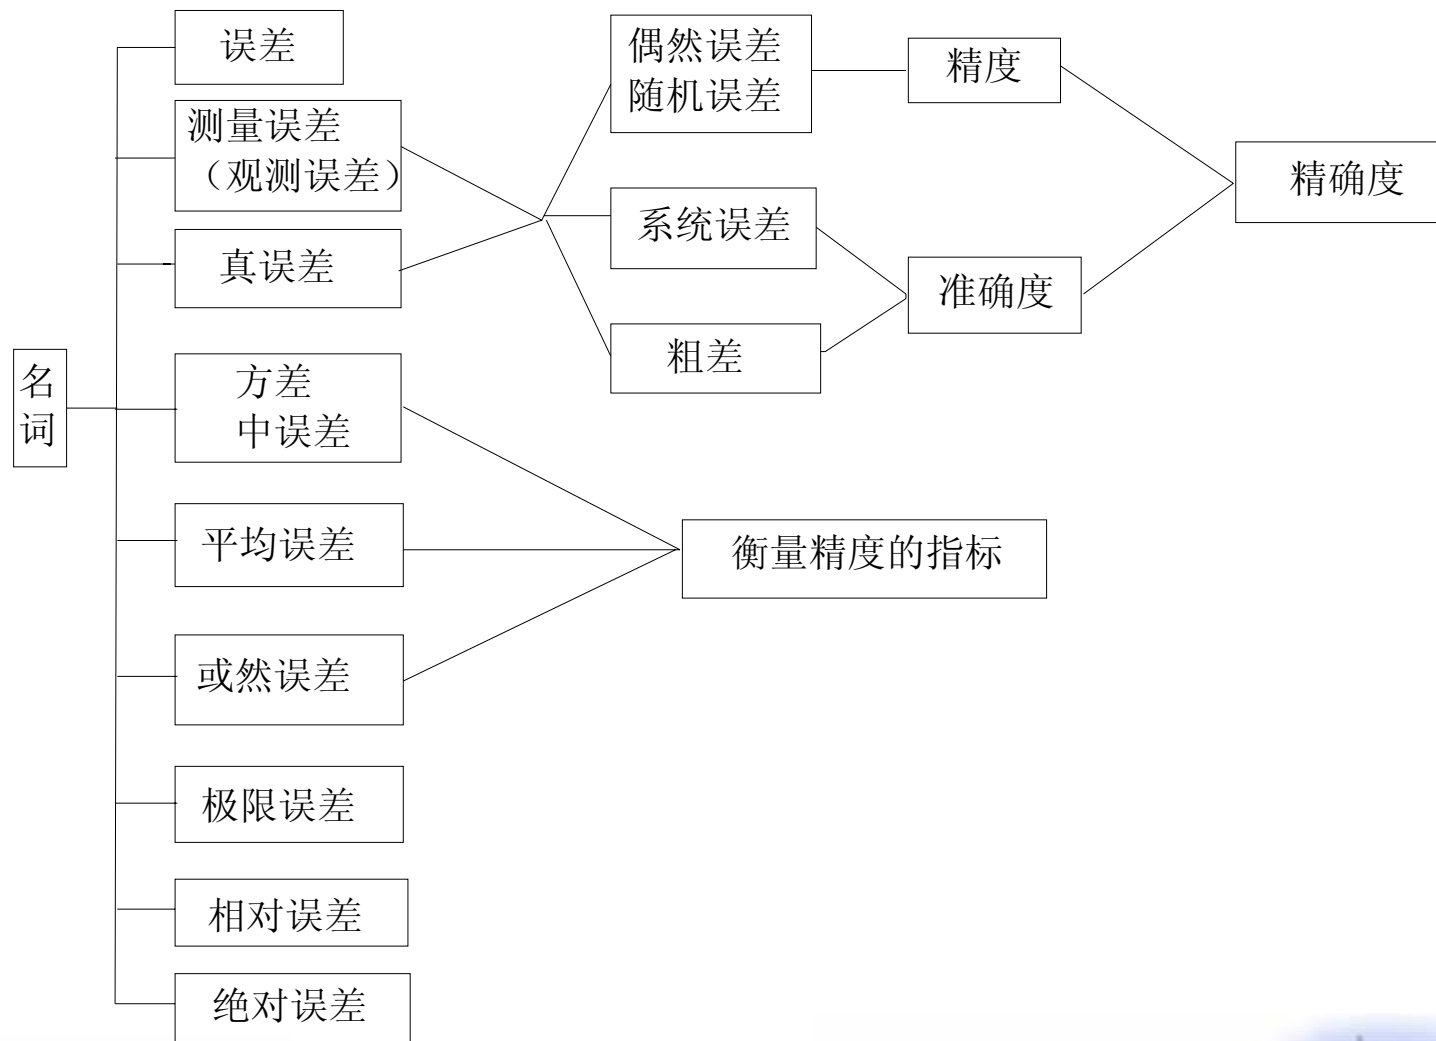 名
词
误差
测量误差
（观测误差）
真误差
方差
中误差
平均误差
或然误差
极限误差
相对误差
绝对误差
偶然误差
随机误差
系统误差
粗差
衡量精度的指标
精度
准确度
精确度